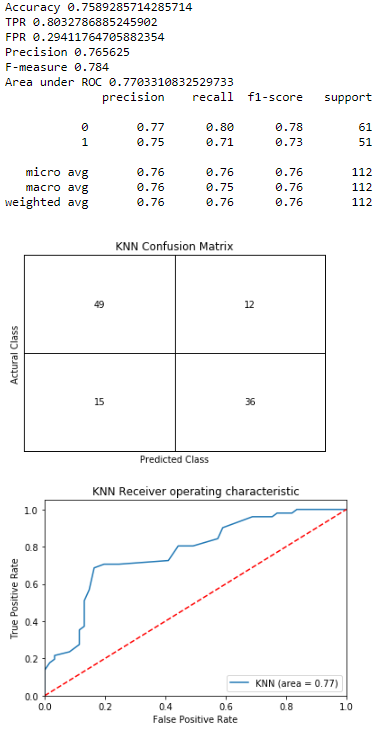 Accuracy 0.7589285714285714
TPR 0.8032786885245902
FPR 0.29411764705882354
Precision 0.765625
F-measure 0.784
Area under ROC 0.7703310832529733
precision recall f1-score support
0 0.77 0.80 0.78 61
1 0.75 0.71 0.73 51
micro avg 0.76 0.76 0.76 112
macro avg 0.76 0.75 0.76 112
weighted avg 0.76 0.76 0.76 112
KNN Confusion Matrix
Actural Class
49 12
15 36
Predicted Class
KNN Receiver operating characteristic
True Positive Rate
1.0
0.8
0.6
0.4
0.2
0.0
KNN (area = 0.77)
0.0 0.2 0.4 0.6 0.8 1.0
False Positive Rate